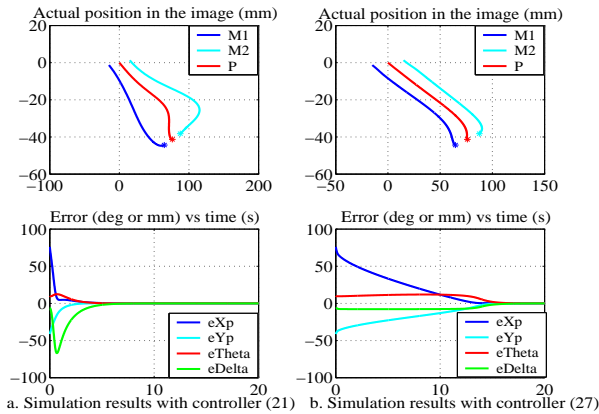 Actual position in the image (mm)
20
0
−20
−40
−60
−100
0
100
200
M1
M2
P
Actual position in the image (mm)
20
0
−20
−40
−60
−50
0
50
100
150
M1
M2
P
Error (deg or mm) vs time (s)
100
50
0
−50
−100
0
10
20
eXp
eYp
eTheta
eDelta
Error (deg or mm) vs time (s)
100
50
0
−50
−100
0
10
20
eXp
eYp
eTheta
eDelta
a. Simulation results with controller (21)
b. Simulation results with controller (27)